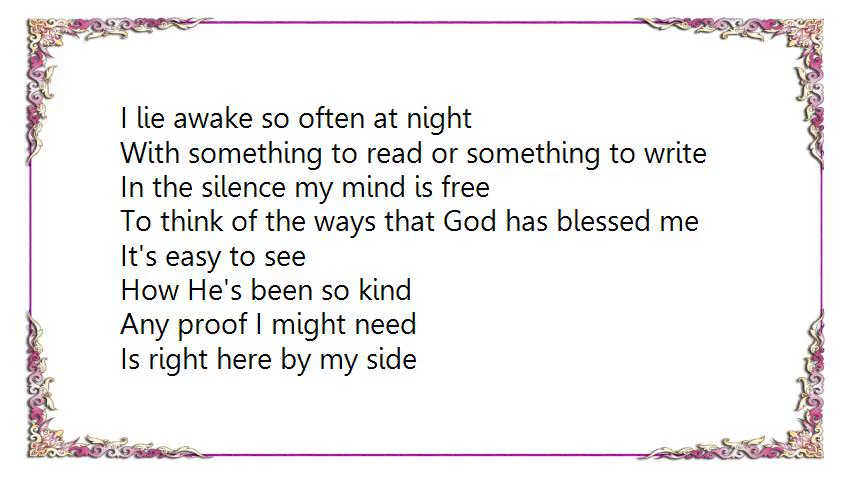 I lie awake so often at night
With something to read or something to write
In the silence my mind is free
To think of the ways that God has blessed me
It's easy to see
How He's been so kind
Any proof I might need
Is right here by my side